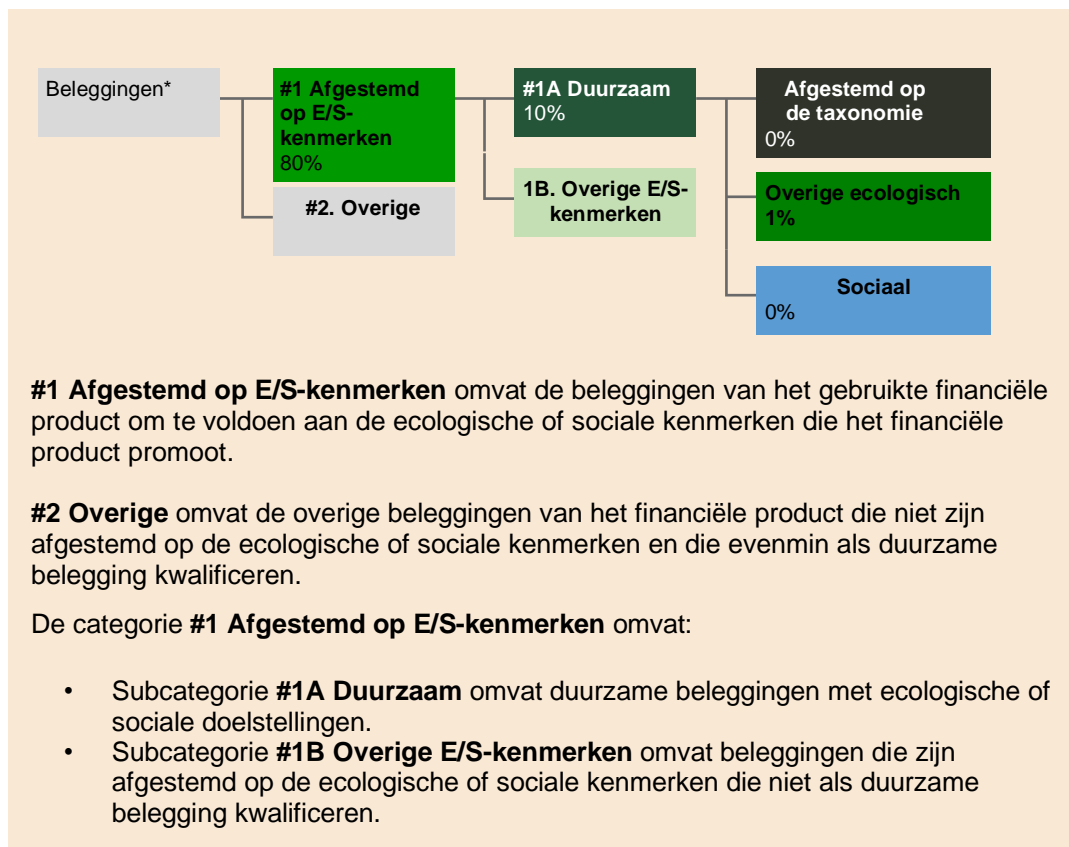 Beleggingen*
#1 Afgestemd
op E/S-
kenmerken
80%
#2. Overige
#1A Duurzaam
10%
1B. Overige E/S-
kenmerken
Afgestemd op
de taxonomie
0%
Overige ecologisch
1%
Sociaal
0%
#1 Afgestemd op E/S-kenmerken omvat de beleggingen van het gebruikte financiële
product om te voldoen aan de ecologische of sociale kenmerken die het financiële
product promoot.
#2 Overige omvat de overige beleggingen van het financiële product die niet zijn
afgestemd op de ecologische of sociale kenmerken en die evenmin als duurzame
belegging kwalificeren.
De categorie #1 Afgestemd op E/S-kenmerken omvat:
• Subcategorie #1A Duurzaam omvat duurzame beleggingen met ecologische of
sociale doelstellingen.
• Subcategorie #1B Overige E/S-kenmerken omvat beleggingen die zijn
afgestemd op de ecologische of sociale kenmerken die niet als duurzame
belegging kwalificeren.